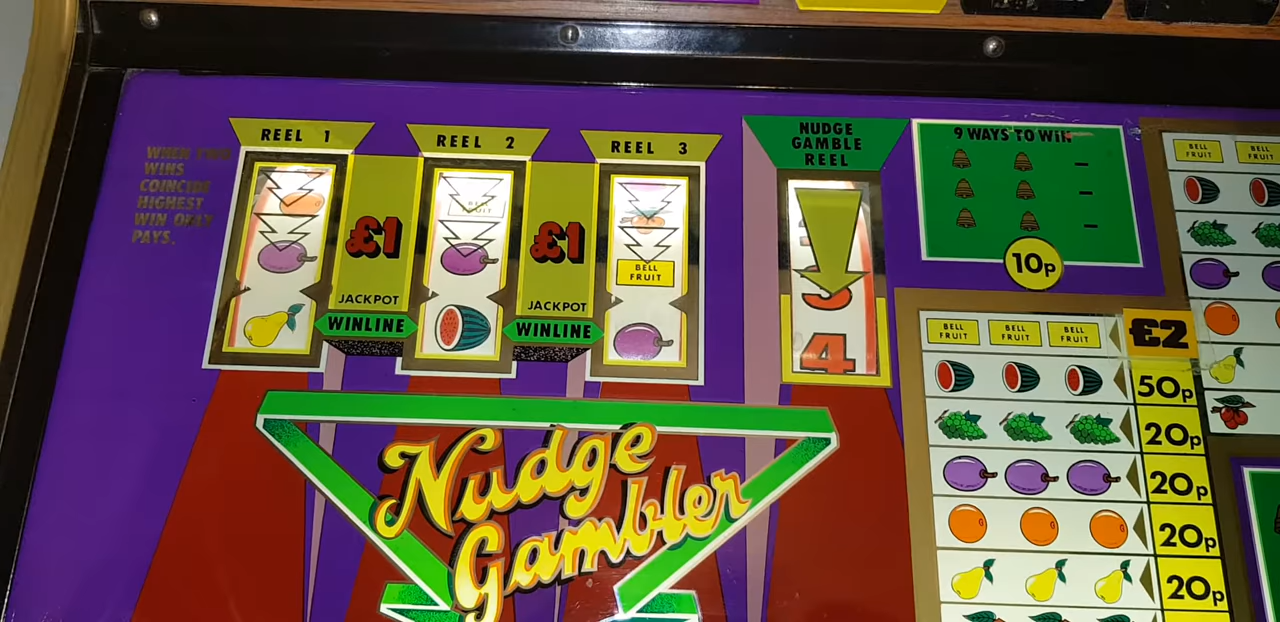 WHEN TWO
WINS
COINCIDE
HIGHEST
WIN ONLY
PAYS.
REEL 1
REEL 2
REEL 3
NUDGE
GAMBLE
REEL
£1
£1
JACKPOT
JACKPOT
WINLINE
WINLINE
BELL
FRUIT
BELL
FRUIT
3
4
9 WAYS TO WIN
10p
BELL
FRUIT
BELL
FRUIT
BELL
FRUIT
£2
50p
20p
20p
20p
20p
BELL
FRUIT
BELL
FRUIT
Nudge
Gambler